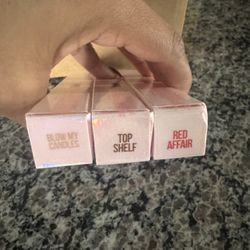 BLOW MY
CANDLES
TOP
SHELF
RED
AFFAIR